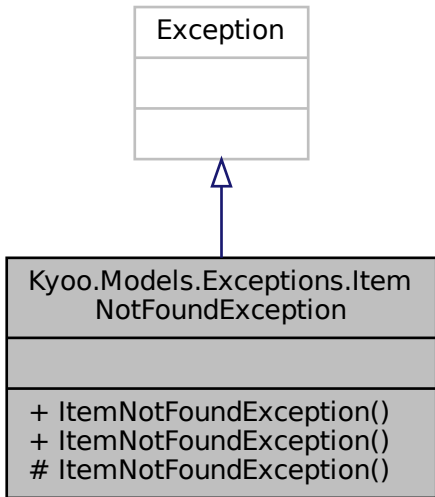 Exception
Kyoo.Models.Exceptions.Item
NotFoundException
+ ItemNotFoundException()
+ ItemNotFoundException()
# ItemNotFoundException()